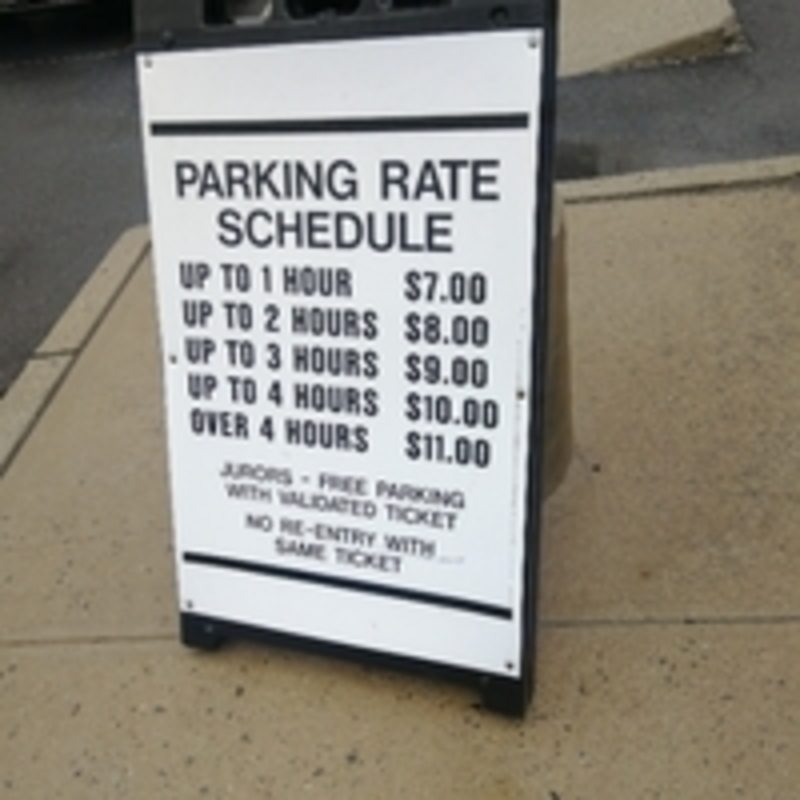 PARKING RATE
SCHEDULE
UP TO 1 HOUR $7.00
UP TO 2 HOURS $8.00
UP TO 3 HOURS $9.00
UP TO 4 HOURS $10.00
OVER 4 HOURS $11.00
JURORS - FREE PARKING
WITH VALIDATED TICKET
NO RE-ENTRY WITH
SAME TICKET